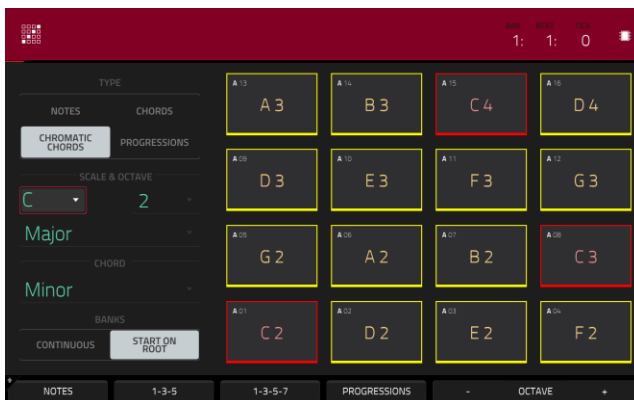 BAR BEAT TICK
1: 1: 0
TYPE
NOTES CHORDS
CHROMATIC CHORDS PROGRESSIONS
SCALE & OCTAVE
C 2
Major
CHORD
Minor
BANKS
CONTINUOUS START ON ROOT
A 13 A 14 A 15 A 16
A 3 B 3 C 4 D 4
A 09 A 10 A 11 A 12
D 3 E 3 F 3 G 3
A 05 A 06 A 07 A 08
G 2 A 2 B 2 C 3
A 01 A 02 A 03 A 04
C 2 D 2 E 2 F 2
NOTES 1-3-5 1-3-5-7 PROGRESSIONS - OCTAVE +